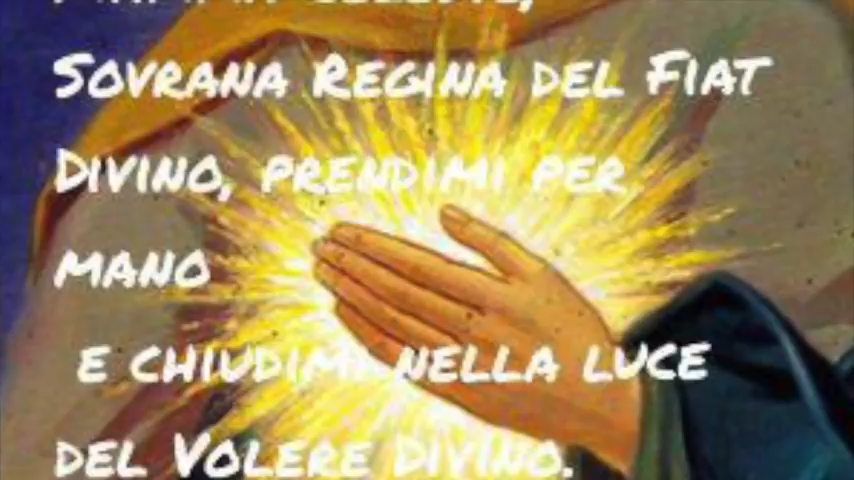 Sovrana Regina del Fiat
Divino, prendimi per
mano
e chiudimi nella luce
del Volere Divino.